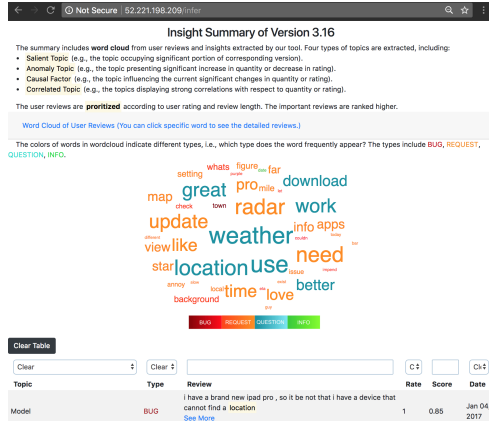 Not Secure | 52.221.198.209/infer
Insight Summary of Version 3.16
The summary includes word cloud from user reviews and insights extracted by our tool. Four types of topics are extracted, including:
• Salient Topic (e.g., the topic occupying significant portion of corresponding version).
• Anomaly Topic (e.g., the topic presenting significant increase in quantity or decrease in rating).
• Causal Factor (e.g., the topic influencing the current significant changes in quantity or rating).
• Correlated Topic (e.g., the topics displaying strong correlations with respect to quantity or rating).
The user reviews are proritized according to user rating and review length. The important reviews are ranked higher.
Word Cloud of User Reviews (You can click specific word to see the detailed reviews.)
The colors of words in wordcloud indicate different types, i.e., which type does the word frequently appear? The types include BUG, REQUEST,
QUESTION, INFO.
whats figure far
setting
great pro mile download
map check town radar work
update info apps
weather
view like need
star location use issue
annoy better
local time love
background
BUG REQUEST QUESTION INFO
Clear Table
Clear Clear
Topic Type Review Rate Score Date
i have a brand new ipad pro , so it be not that i have a device that
Model BUG cannot find a location 1 0.85 Jan 04
See More 2017